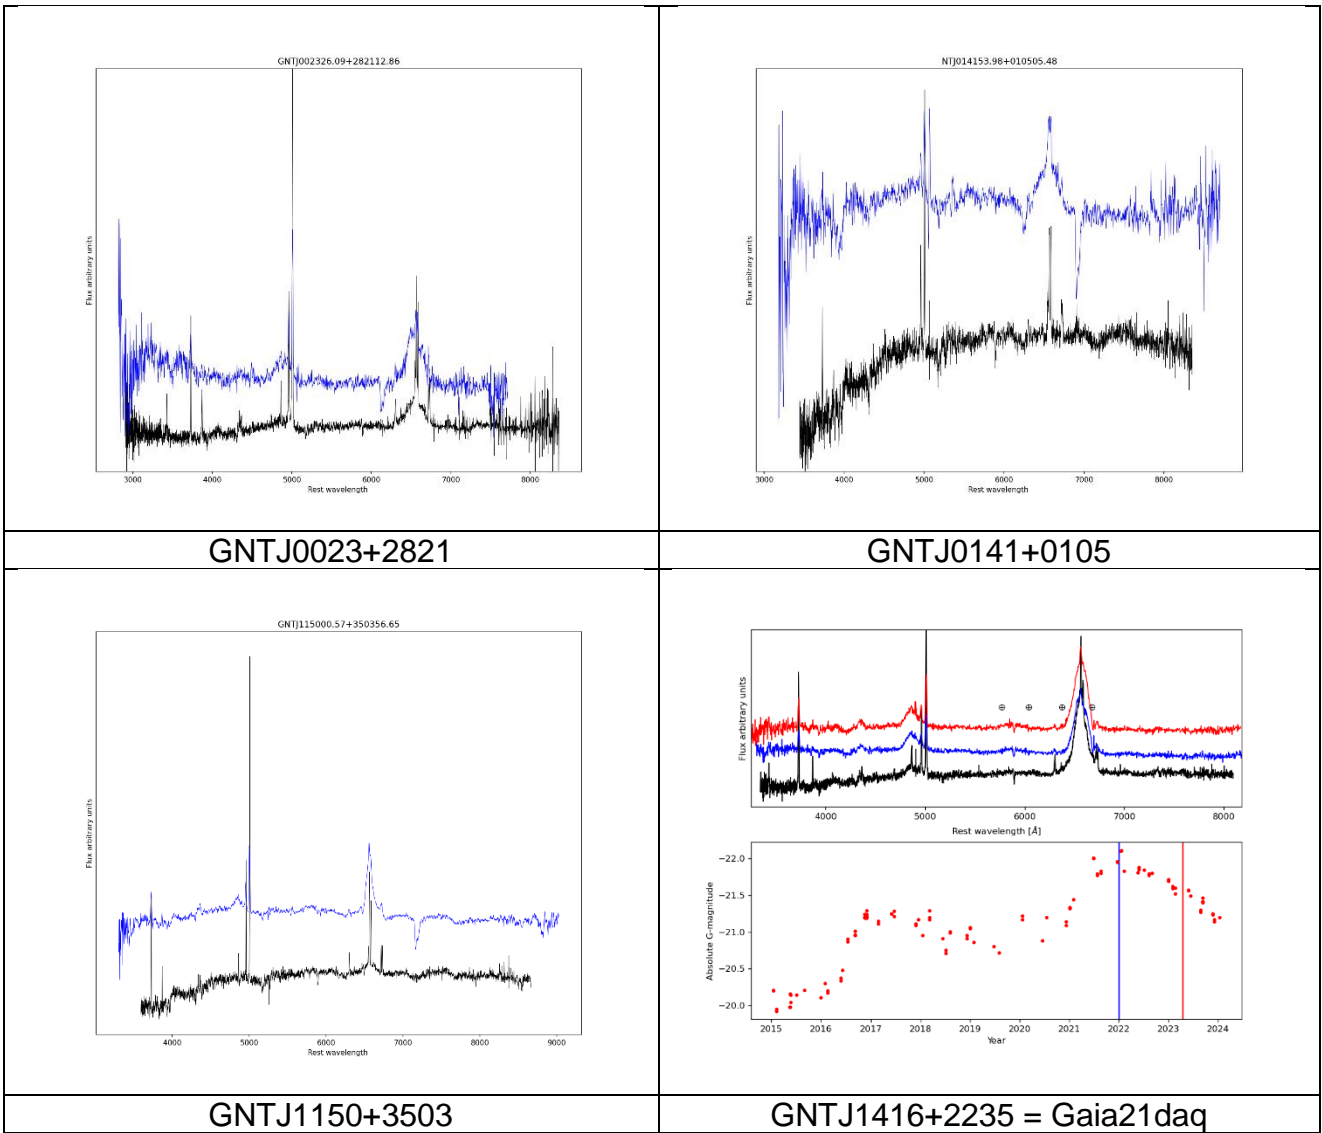 GNTJ002326.09+282112.86
Flux arbitrary units
3000 4000 5000 6000 7000 8000
Rest wavelength
GNTJ0023+2821
NTJ014153.98+010505.48
Flux arbitrary units
3000 4000 5000 6000 7000 8000
Rest wavelength
GNTJ0141+0105
GNTJ115000.57+350356.65
Flux arbitrary units
4000 5000 6000 7000 8000 9000
Rest wavelength
GNTJ1150+3503
Flux arbitrary units
4000 5000 6000 7000 8000
Rest wavelength [Å]
Absolute G-magnitude
−22.0
−21.5
−21.0
−20.5
−20.0
2015 2016 2017 2018 2019 2020 2021 2022 2023 2024
Year
GNTJ1416+2235 = Gaia21daq